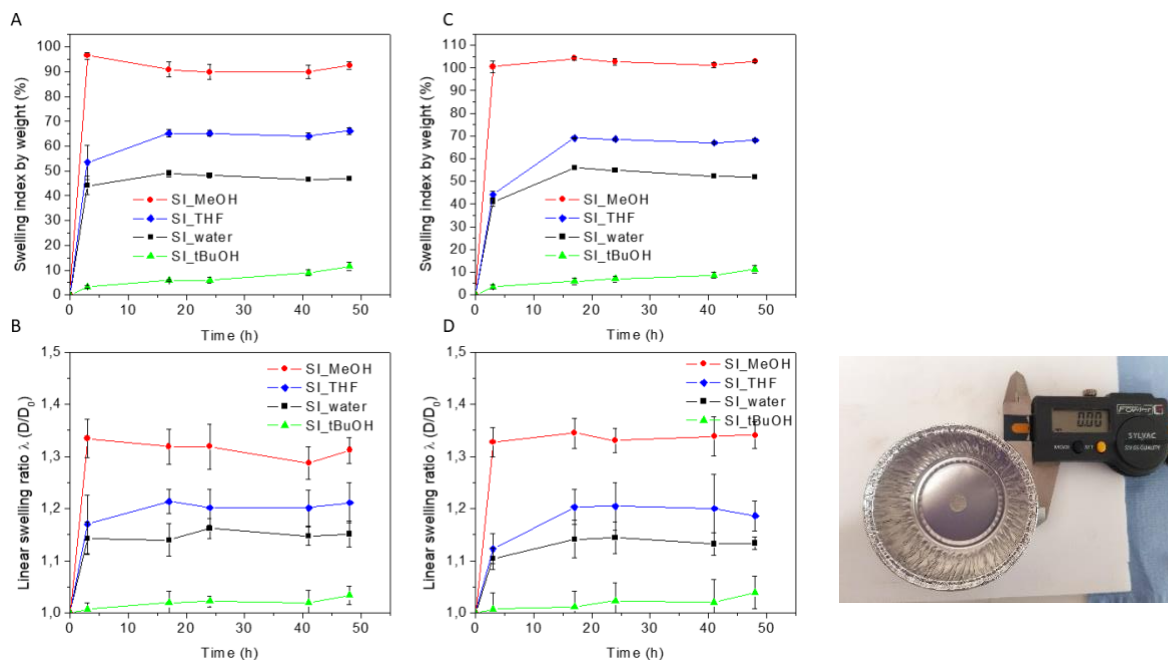 A
100
90
80
70
60
50
40
30
20
10
0
Swelling index by weight (%)
SI_MeOH
SI_THF
SI_water
SI_tBuOH
0 10 20 30 40 50
Time (h)
C
110
100
90
80
70
60
50
40
30
20
10
0
Swelling index by weight (%)
SI_MeOH
SI_THF
SI_water
SI_tBuOH
0 10 20 30 40 50
Time (h)
B
1,5
1,4
1,3
1,2
1,1
1,0
Linear swelling ratio λ (D/D₀)
SI_MeOH
SI_THF
SI_water
SI_tBuOH
0 10 20 30 40 50
Time (h)
D
1,5
1,4
1,3
1,2
1,1
1,0
Linear swelling ratio λ (D/D₀)
SI_MeOH
SI_THF
SI_water
SI_tBuOH
0 10 20 30 40 50
Time (h)
0.00
SYLVAC